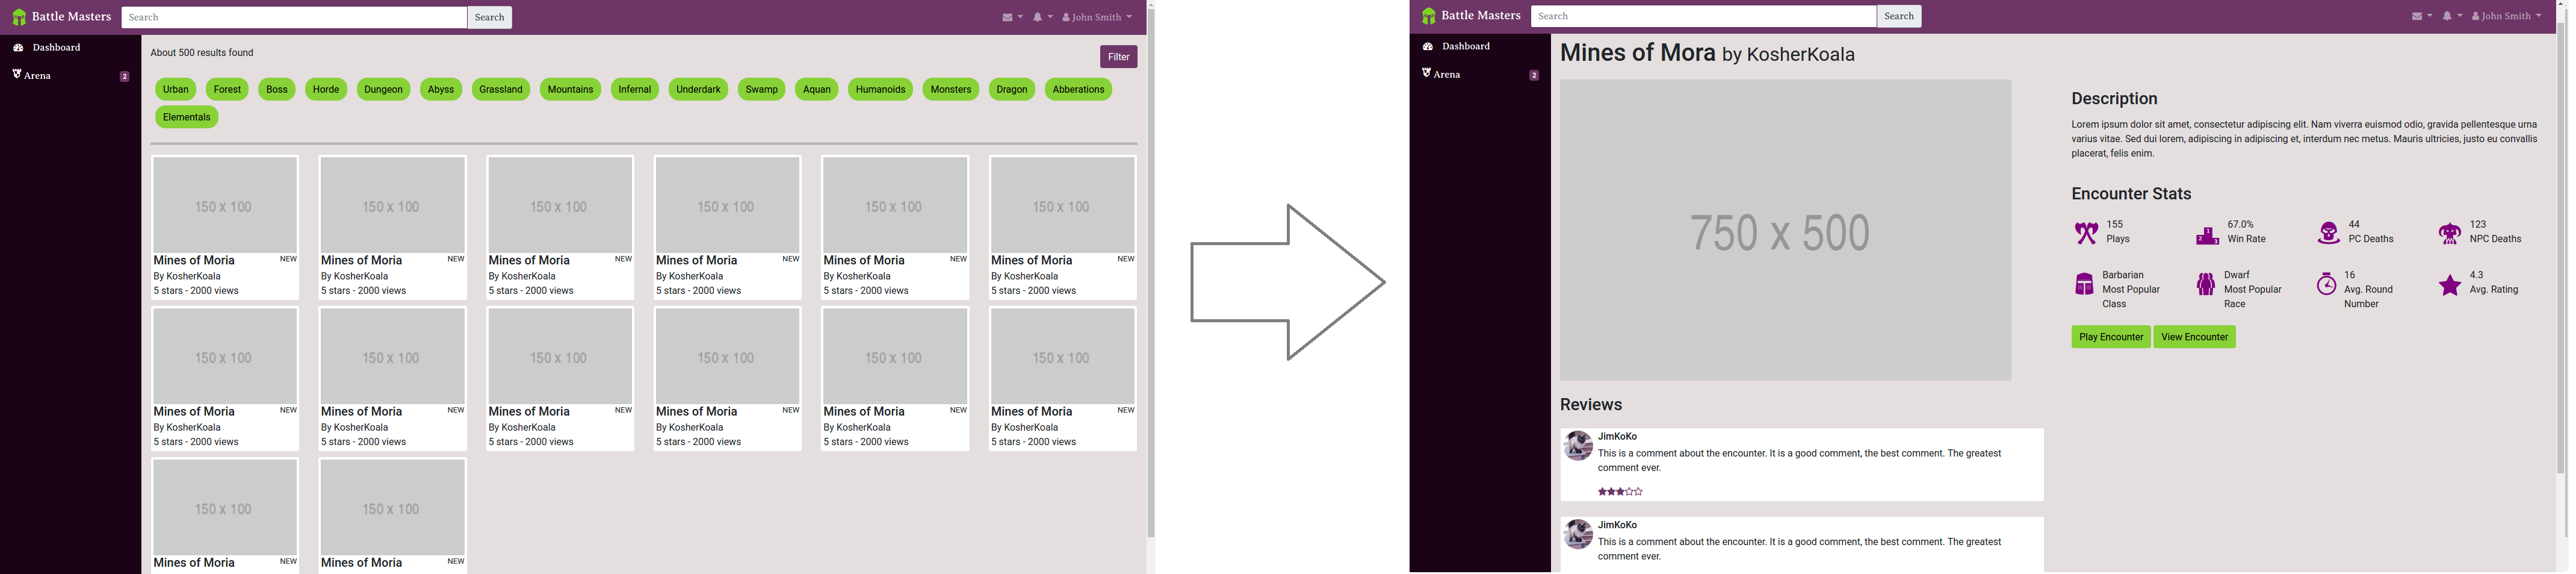 Battle Masters
Search
Search
John Smith
Dashboard
Arena
2
About 500 results found
Filter
Urban Forest Boss Horde Dungeon Abyss Grassland Mountains Infernal Underdark Swamp Aquan Humanoids Monsters Dragon Abberations
Elementals
150 x 100 150 x 100 150 x 100 150 x 100 150 x 100 150 x 100
Mines of Moria NEW Mines of Moria NEW Mines of Moria NEW Mines of Moria NEW Mines of Moria NEW Mines of Moria NEW
By KosherKoala By KosherKoala By KosherKoala By KosherKoala By KosherKoala By KosherKoala
5 stars - 2000 views 5 stars - 2000 views 5 stars - 2000 views 5 stars - 2000 views 5 stars - 2000 views 5 stars - 2000 views
150 x 100 150 x 100 150 x 100 150 x 100 150 x 100 150 x 100
Mines of Moria NEW Mines of Moria NEW Mines of Moria NEW Mines of Moria NEW Mines of Moria NEW Mines of Moria NEW
By KosherKoala By KosherKoala By KosherKoala By KosherKoala By KosherKoala By KosherKoala
5 stars - 2000 views 5 stars - 2000 views 5 stars - 2000 views 5 stars - 2000 views 5 stars - 2000 views 5 stars - 2000 views
150 x 100 150 x 100
Mines of Moria NEW Mines of Moria NEW
Battle Masters
Search
Search
John Smith
Dashboard
Arena
2
Mines of Mora by KosherKoala
750 x 500
Description
Lorem ipsum dolor sit amet, consectetur adipiscing elit. Nam viverra euismod odio, gravida pellentesque urna
varius vitae. Sed dui lorem, adipiscing in adipiscing et, interdum nec metus. Mauris ultricies, justo eu convallis
placerat, felis enim.
Encounter Stats
155
Plays
67.0%
Win Rate
44
PC Deaths
123
NPC Deaths
Barbarian
Most Popular
Class
Dwarf
Most Popular
Race
16
Avg. Round
Number
4.3
Avg. Rating
Play Encounter
View Encounter
Reviews
JimKoKo
This is a comment about the encounter. It is a good comment, the best comment. The greatest
comment ever.
JimKoKo
This is a comment about the encounter. It is a good comment, the best comment. The greatest
comment ever.